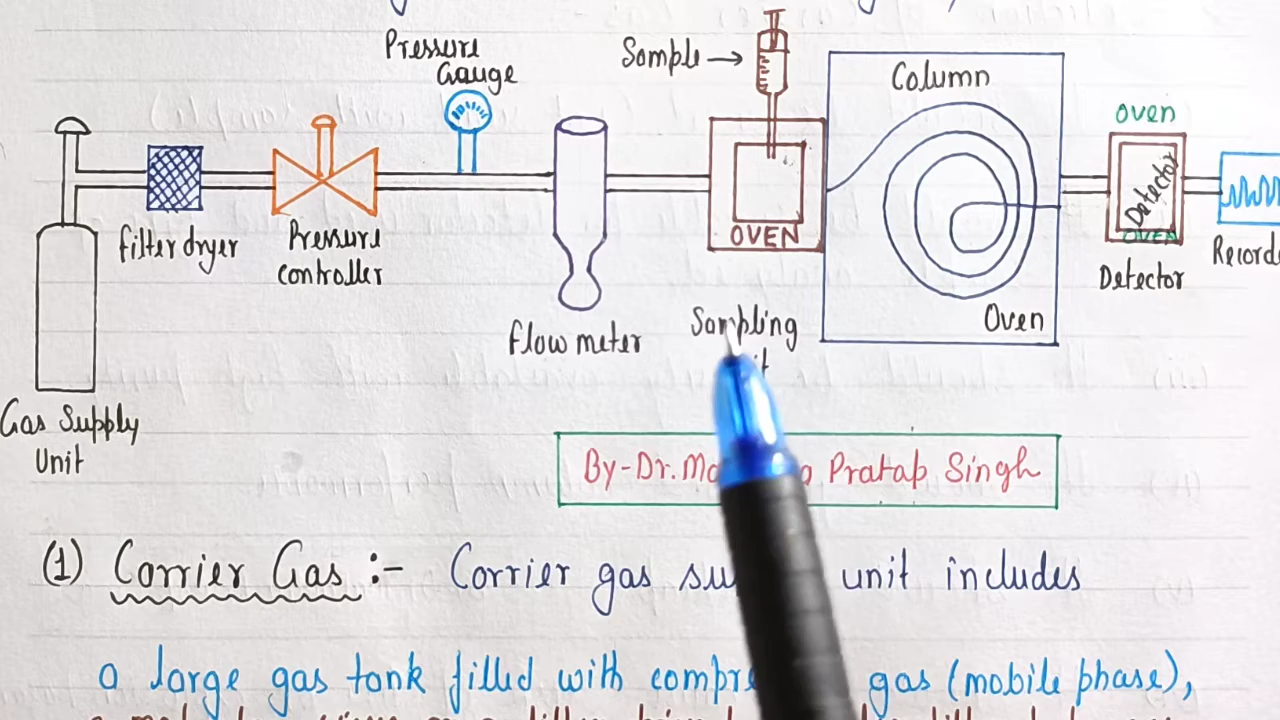 Pressure
Gauge
Sample →
Column
Oven
OVEN
Detector
OVEN
filter dryer
Pressure
controller
OVEN
Detector
Flow meter
Sampling
Oven
Gas Supply
Unit
By-Dr. Pratap Singh
(1) Carrier Gas :- Carrier gas unit includes
a large gas tank filled with gas (mobile phase),